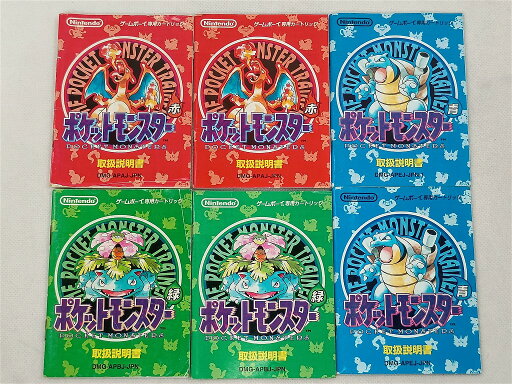 Nintendo
ゲームボーイ専用カートリッジ
THE POCKET MONSTER TRAINER
赤
ポケットモンスター
POCKET MONSTERS
取扱説明書
DMG-APAJ-JPN
Nintendo
ゲームボーイ専用カートリッジ
THE POCKET MONSTER TRAINER
赤
ポケットモンスター
POCKET MONSTERS
取扱説明書
DMG-APAJ-JPN
Nintendo
ゲームボーイ専用カートリッジ
THE POCKET MONSTER TRAINER
青
ポケットモンスター
POCKET MONSTERS
取扱説明書
DMG-APEJ-JPN-1
Nintendo
ゲームボーイ専用カートリッジ
THE POCKET MONSTER TRAINER
緑
ポケットモンスター
POCKET MONSTERS
取扱説明書
DMG-APBJ-JPN
Nintendo
ゲームボーイ専用カートリッジ
THE POCKET MONSTER TRAINER
緑
ポケットモンスター
POCKET MONSTERS
取扱説明書
DMG-APBJ-JPN
Nintendo
ゲームボーイ専用カートリッジ
THE POCKET MONSTER TRAINER
青
ポケットモンスター
POCKET MONSTERS
取扱説明書
DMG-APEJ-JPN